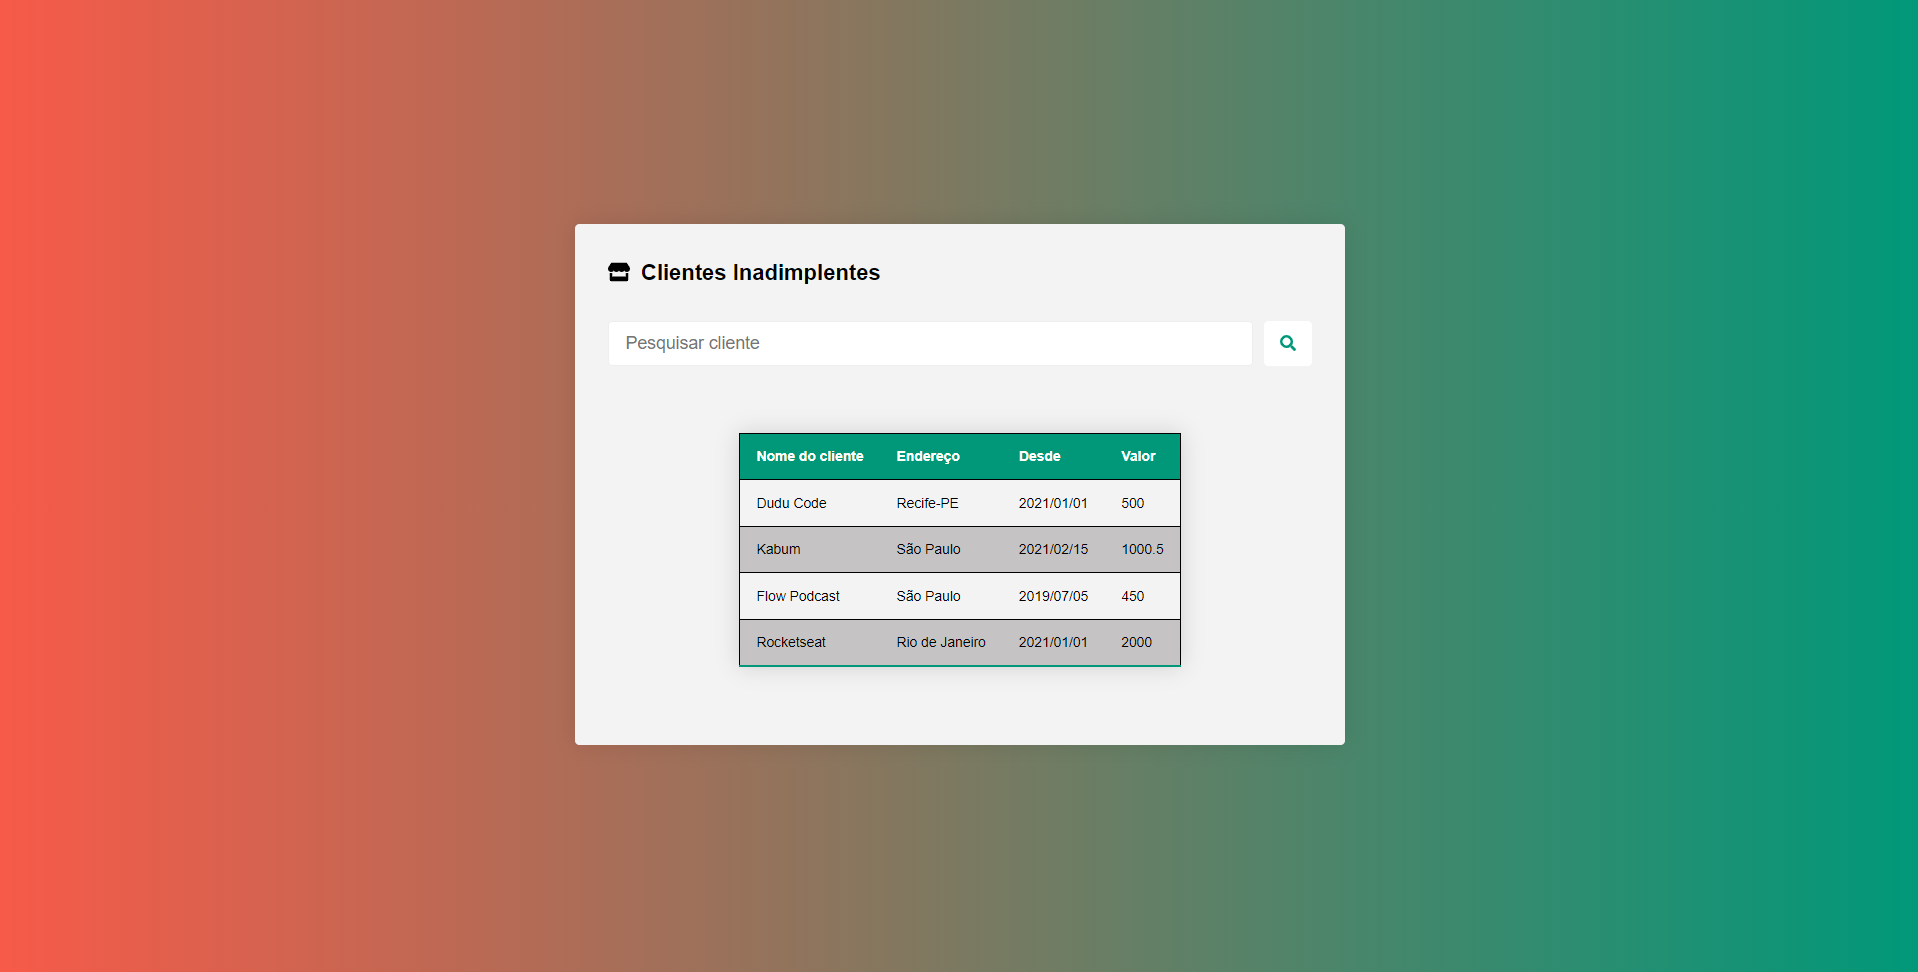 Clientes Inadimplentes
Pesquisar cliente
Nome do cliente Endereço Desde Valor
Dudu Code Recife-PE 2021/01/01 500
Kabum São Paulo 2021/02/15 1000.5
Flow Podcast São Paulo 2019/07/05 450
Rocketseat Rio de Janeiro 2021/01/01 2000